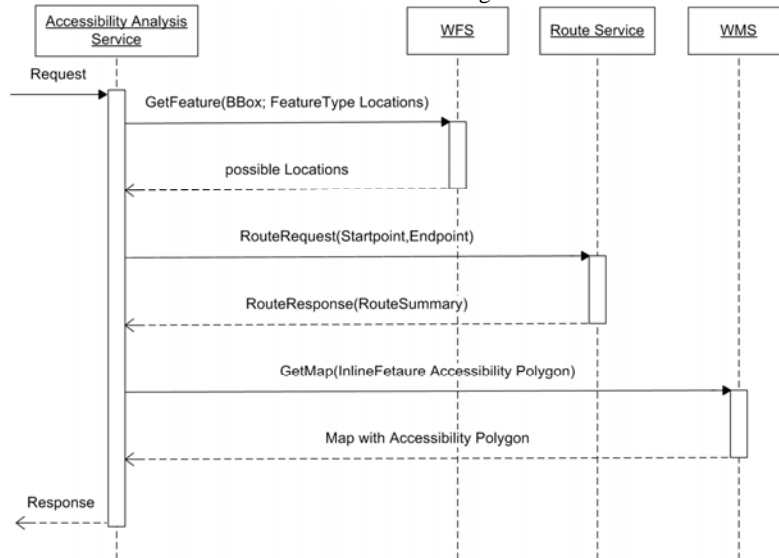 Accessibility Analysis
Service
WFS
Route Service
WMS
Request
GetFeature(BBox; FeatureType Locations)
possible Locations
RouteRequest(Startpoint,Endpoint)
RouteResponse(RouteSummary)
GetMap(InlineFetaure Accessibility Polygon)
Map with Accessibility Polygon
Response